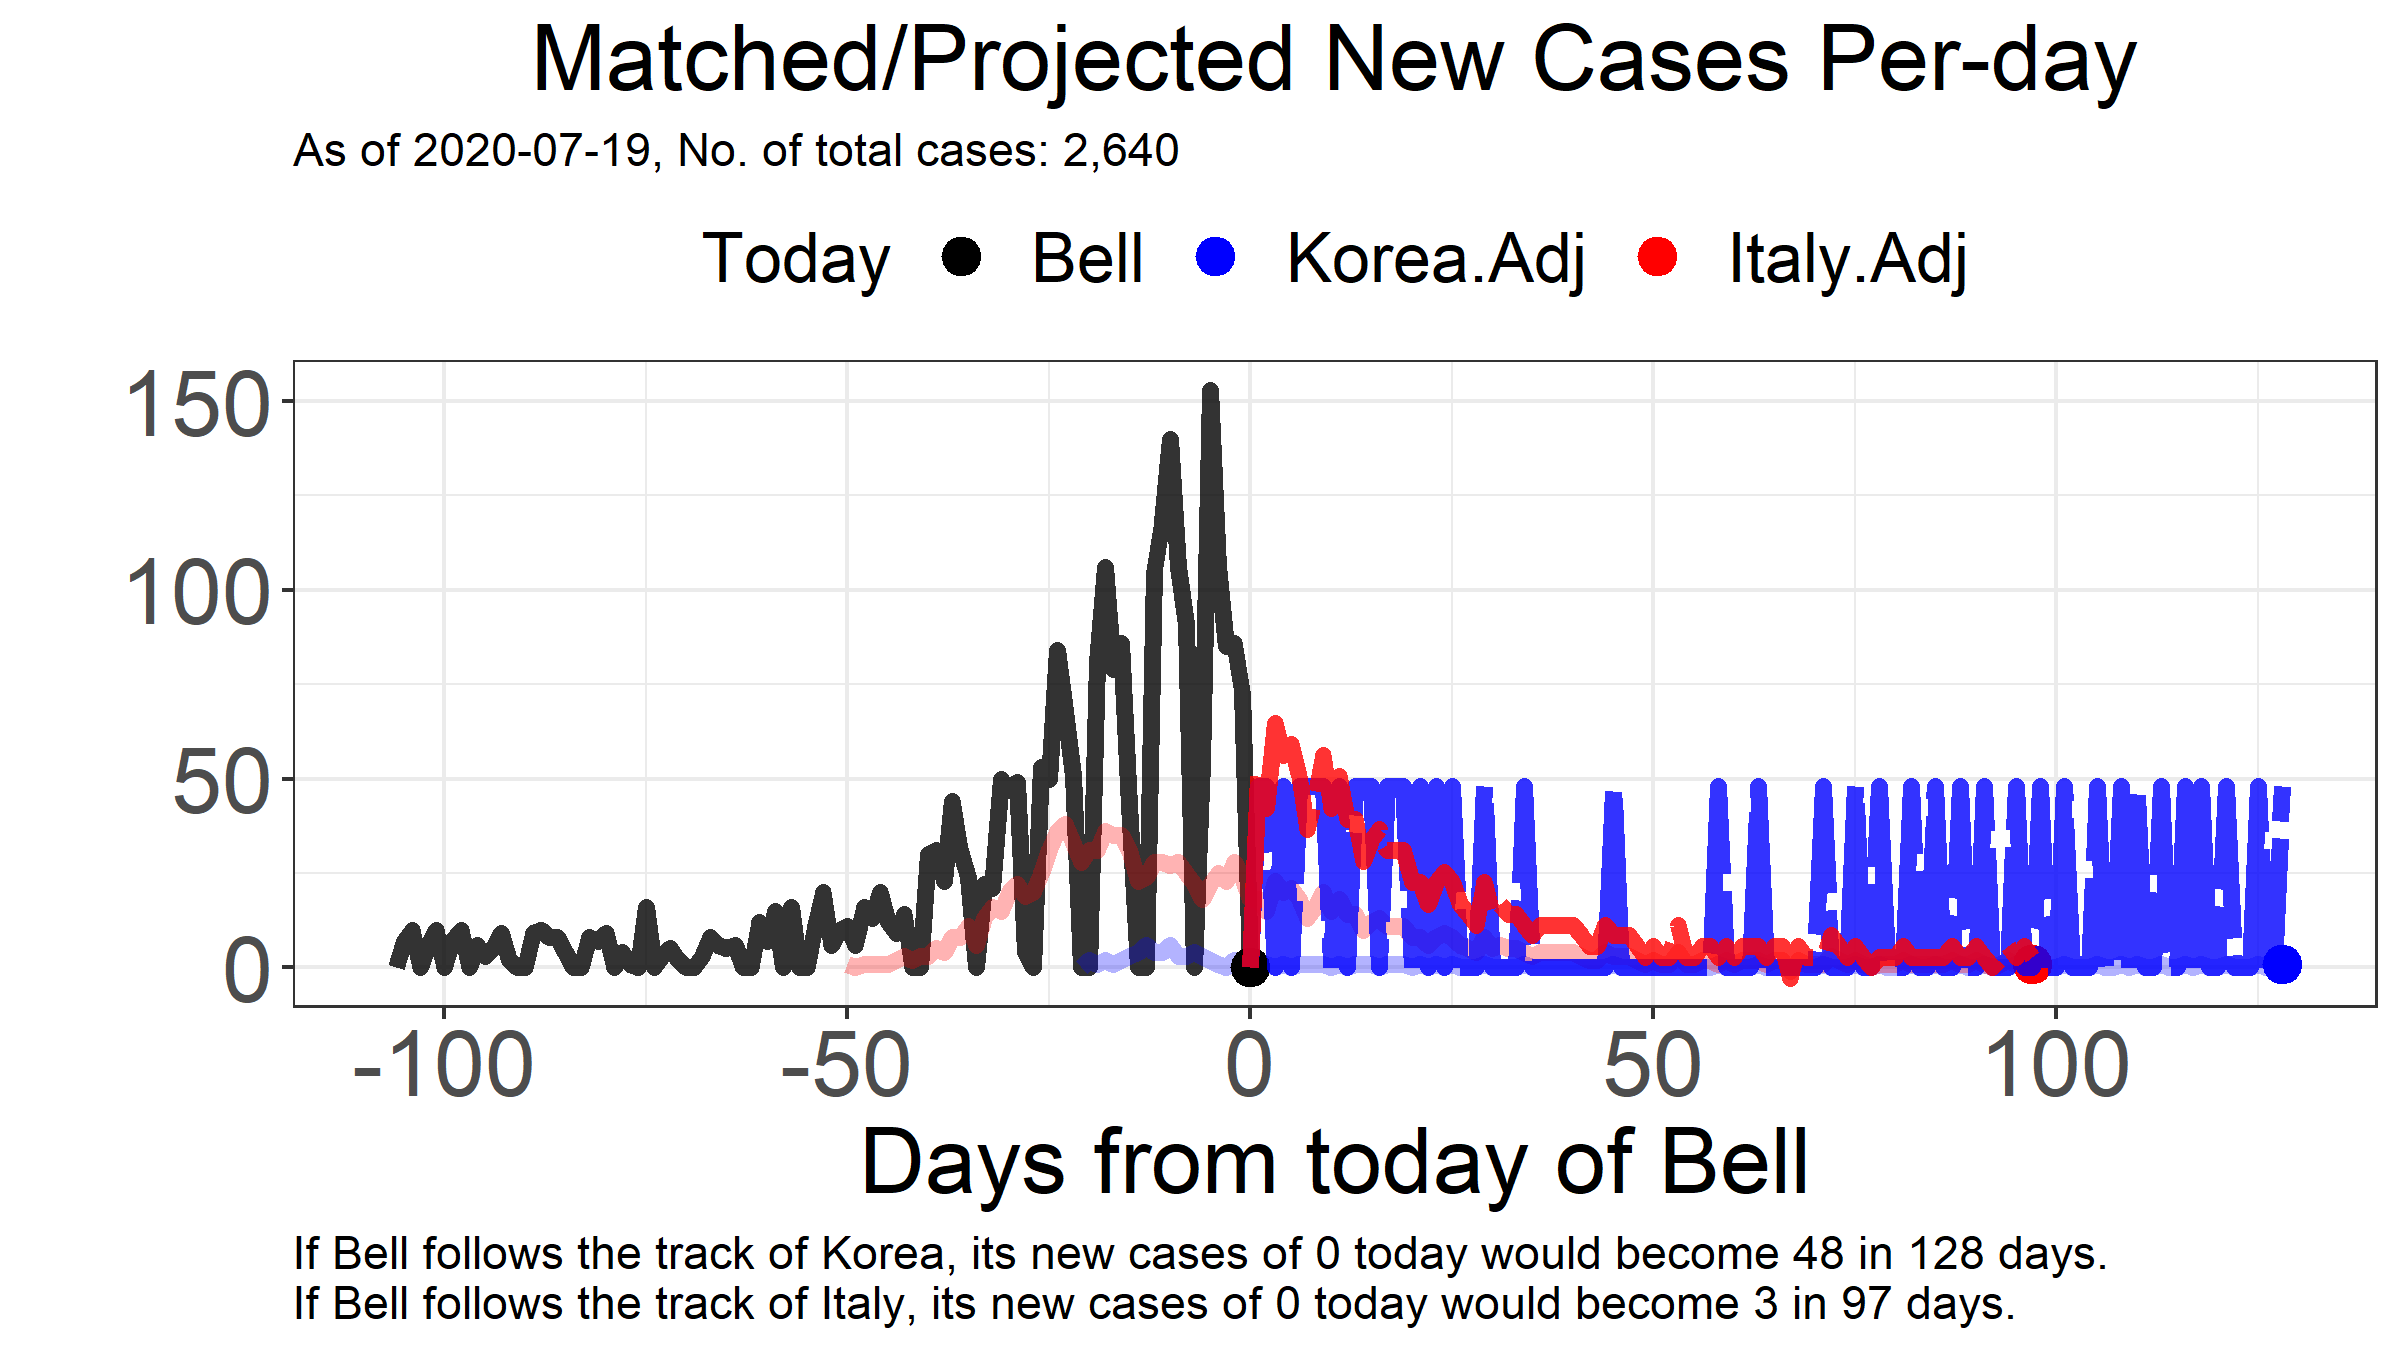 Matched/Projected New Cases Per-day
As of 2020-07-19, No. of total cases: 2,640
Today Bell Korea.Adj Italy.Adj
150
100
50
0
-100 -50 0 50 100
Days from today of Bell
If Bell follows the track of Korea, its new cases of 0 today would become 48 in 128 days.
If Bell follows the track of Italy, its new cases of 0 today would become 3 in 97 days.